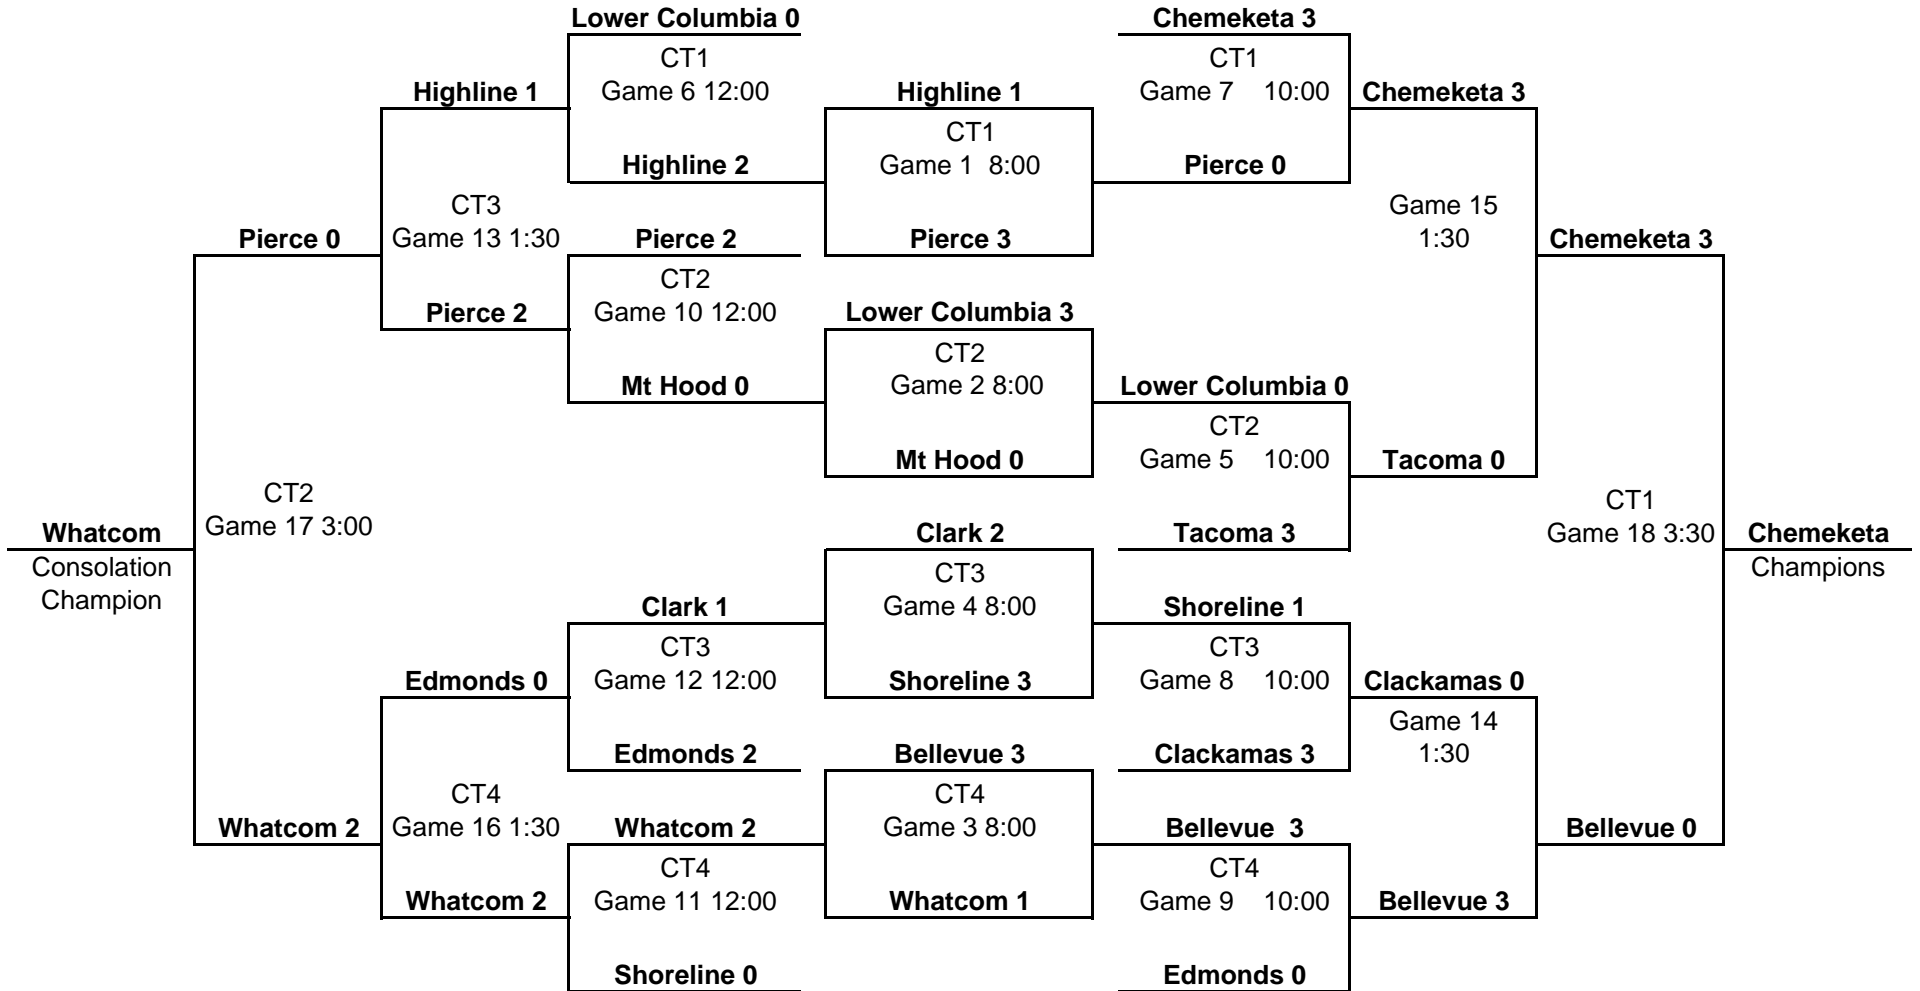 Lower Columbia 0
Chemeketa 3
CT1
Game 6 12:00
CT1
Game 7 10:00
Highline 1
Highline 1
Chemeketa 3
CT1
Game 1 8:00
Highline 2
Pierce 0
CT3
Game 13 1:30
Game 15
1:30
Pierce 0
Pierce 2
Pierce 3
Chemeketa 3
CT2
Game 10 12:00
Pierce 2
Lower Columbia 3
CT2
Game 2 8:00
Mt Hood 0
Lower Columbia 0
CT2
Game 5 10:00
Mt Hood 0
Tacoma 0
CT2
Game 17 3:00
CT1
Game 18 3:30
Whatcom
Consolation
Champion
Clark 2
Tacoma 3
Chemeketa
Champions
CT3
Game 4 8:00
Clark 1
Shoreline 1
CT3
Game 12 12:00
CT3
Game 8 10:00
Edmonds 0
Shoreline 3
Clackamas 0
Game 14
1:30
Edmonds 2
Bellevue 3
Clackamas 3
CT4
Game 16 1:30
CT4
Game 3 8:00
Whatcom 2
Whatcom 2
Bellevue 3
Bellevue 0
CT4
Game 11 12:00
CT4
Game 9 10:00
Whatcom 2
Whatcom 1
Bellevue 3
Shoreline 0
Edmonds 0